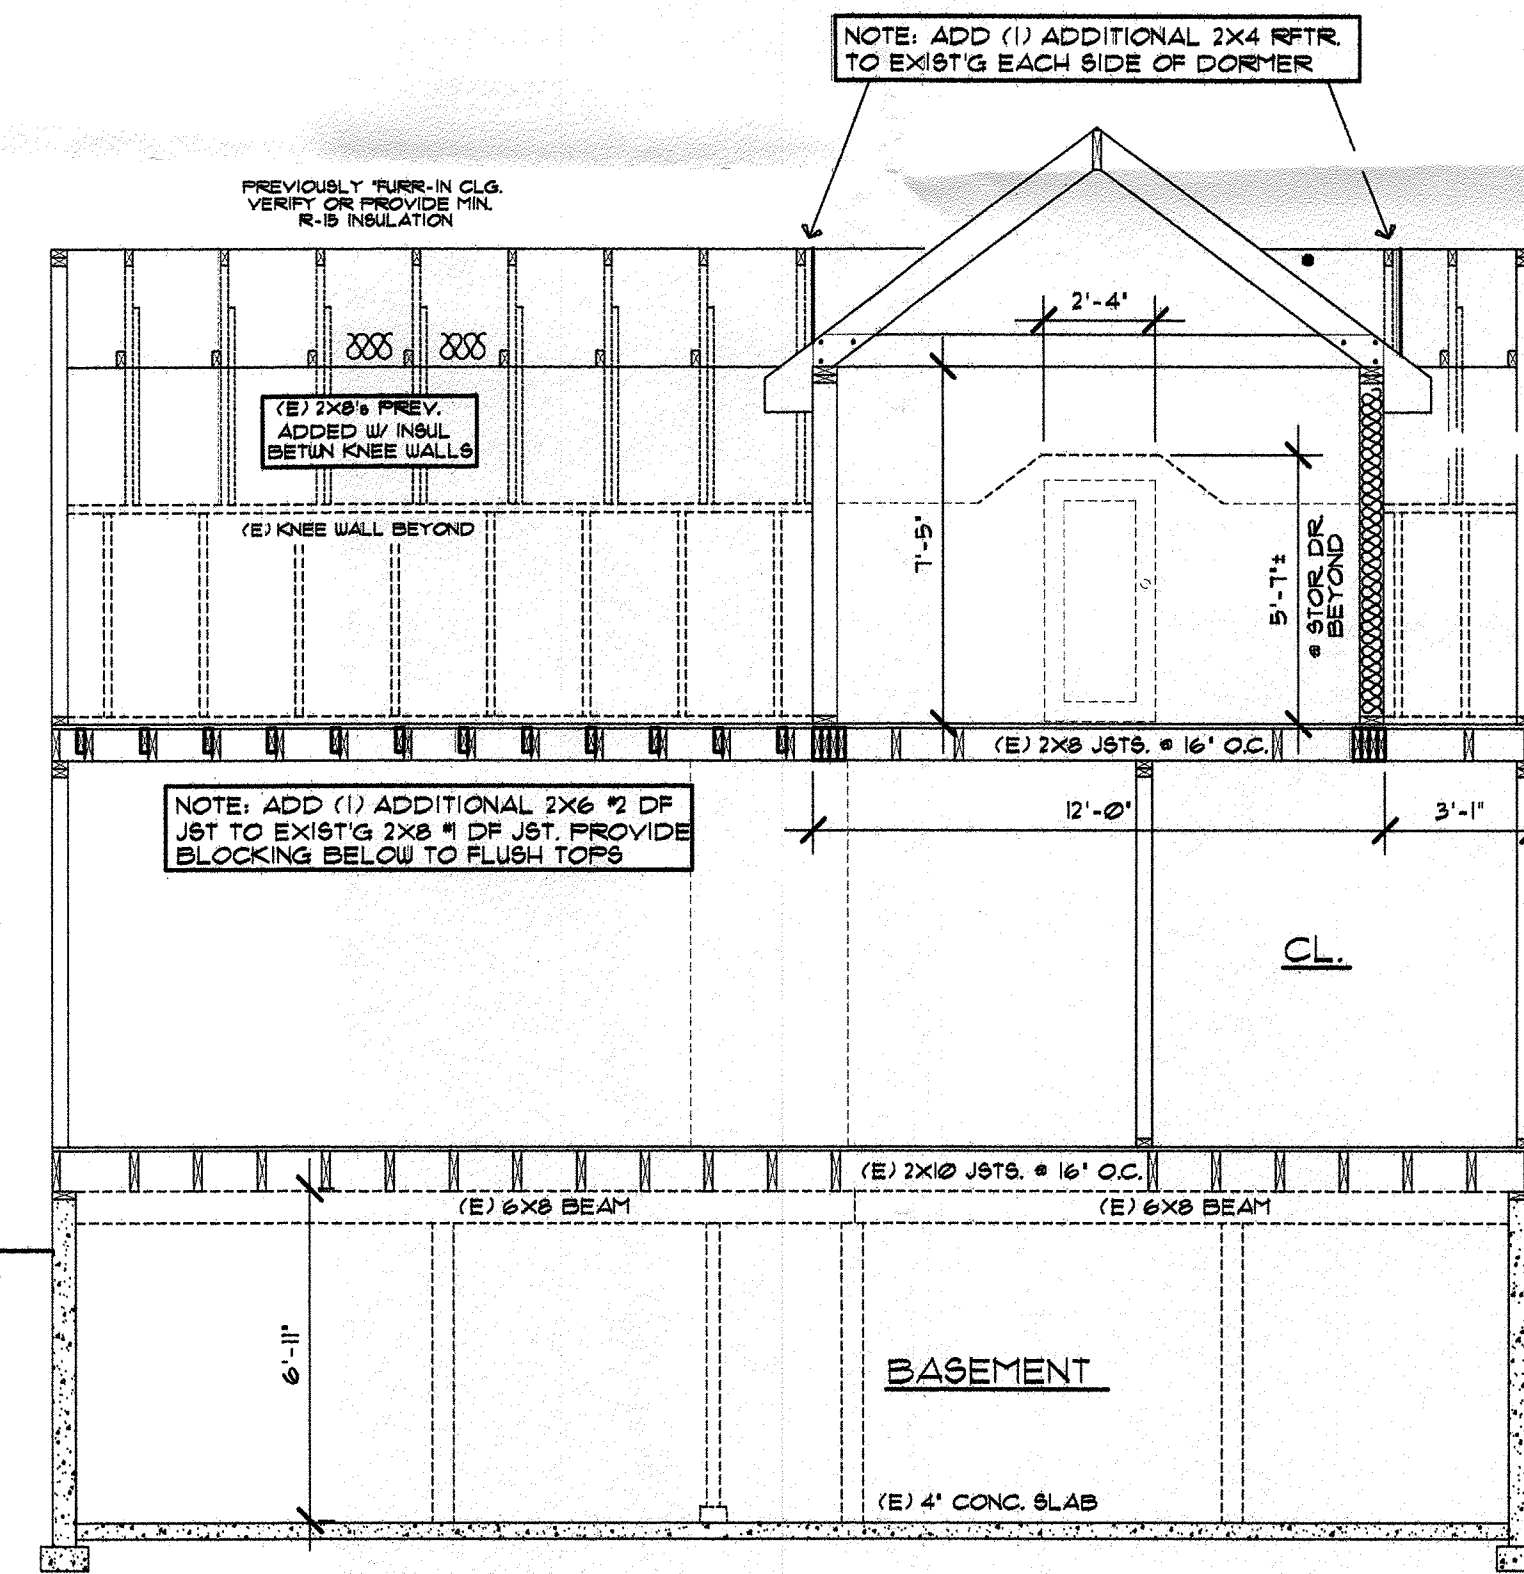 NOTE: ADD (1) ADDITIONAL 2X4 RFTR.
TO EXIST'G EACH SIDE OF DORMER
PREVIOUSLY "FURR-IN CLG.
VERIFY OR PROVIDE MIN.
R-15 INSULATION
2'-4"
(E) 2X8's PREV.
ADDED W/ INSUL
BETWN KNEE WALLS
(E) KNEE WALL BEYOND
7'-5"
5'-7"±
@ STOR. DR
BEYOND
(E) 2X8 JSTS. @ 16" O.C.
NOTE: ADD (1) ADDITIONAL 2X6 #2 DF
JST TO EXIST'G 2X8 #1 DF JST. PROVIDE
BLOCKING BELOW TO FLUSH TOPS
12'-0"
3'-1"
CL.
(E) 2X10 JSTS. @ 16" O.C.
(E) 6X8 BEAM
(E) 6X8 BEAM
6'-11"
BASEMENT
(E) 4" CONC. SLAB